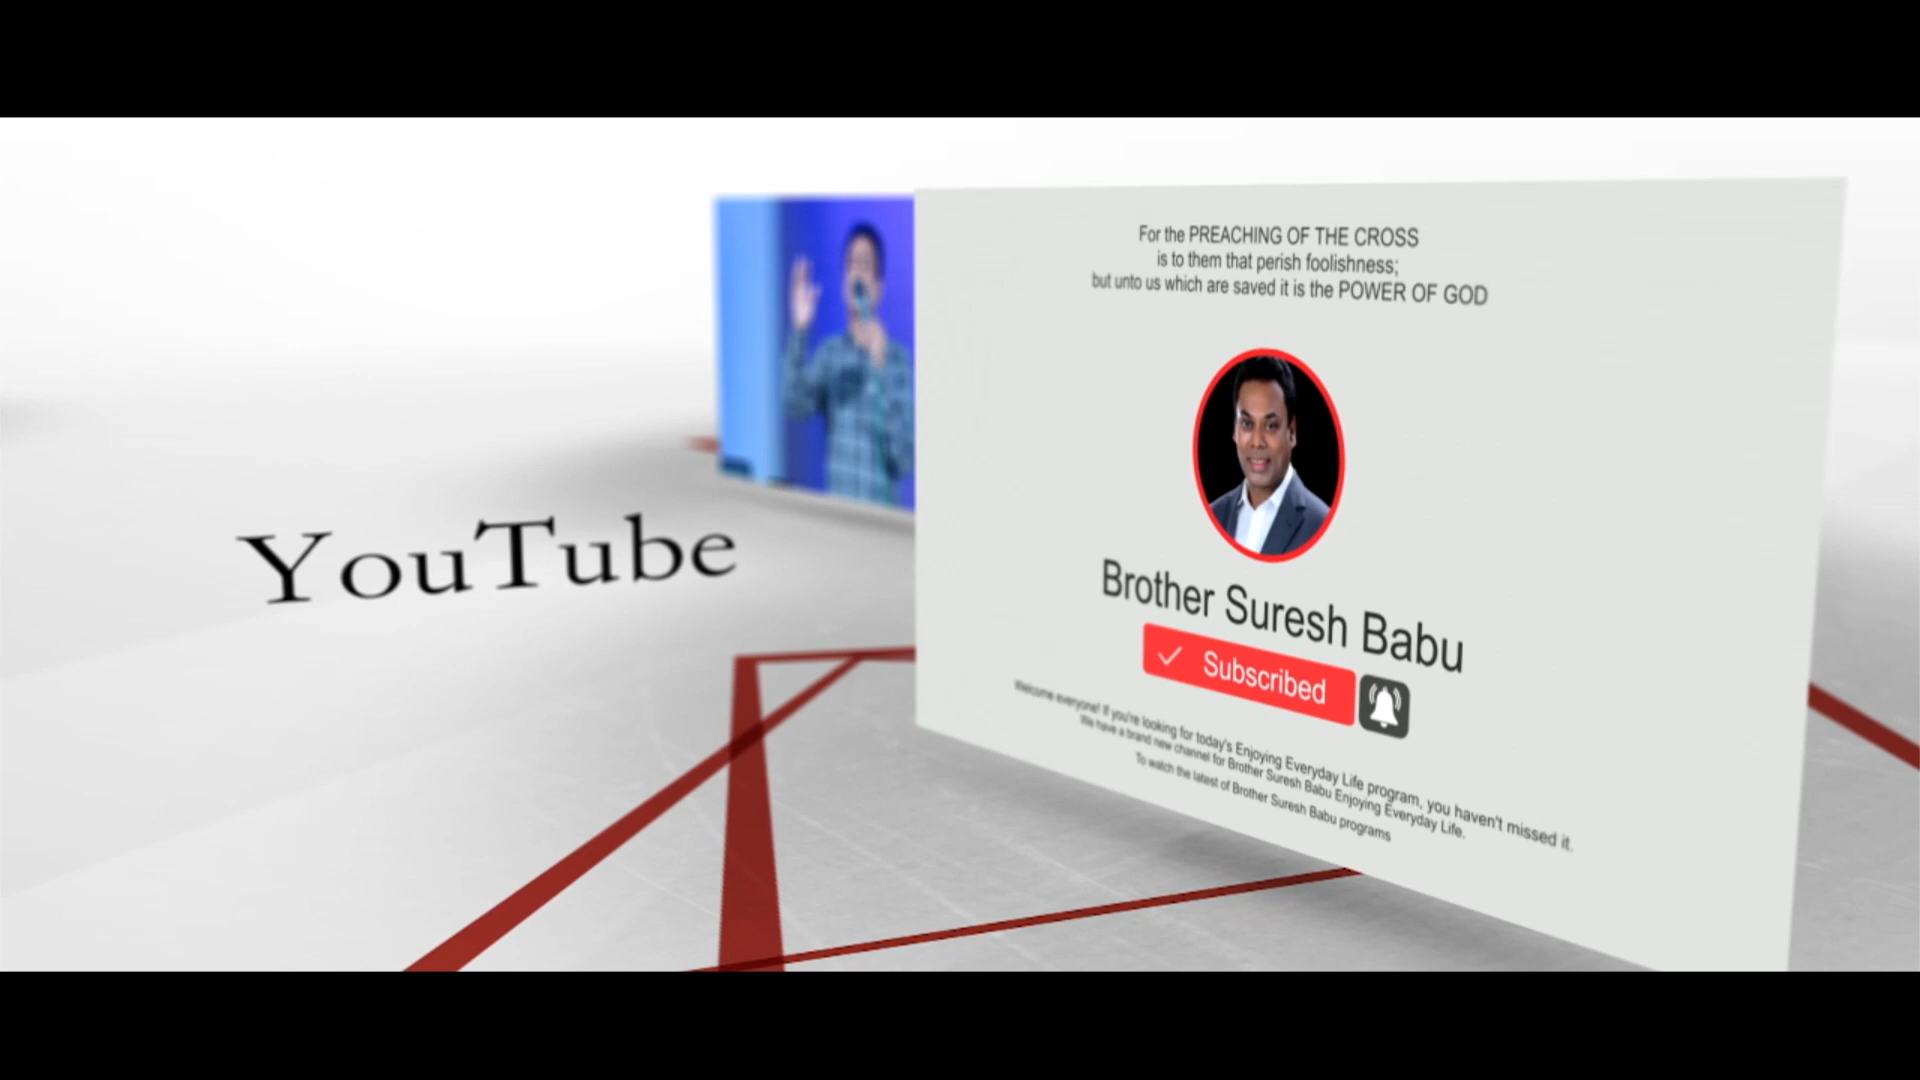 YouTube
For the PREACHING OF THE CROSS
is to them that perish foolishness;
but unto us which are saved it is the POWER OF GOD
Brother Suresh Babu
Subscribed
Welcome everyone! If you're looking for today's Enjoying Everyday Life program, you haven't missed it.
We have a brand new channel for Brother Suresh Babu Enjoying Everyday Life.
To watch the latest of Brother Suresh Babu programs